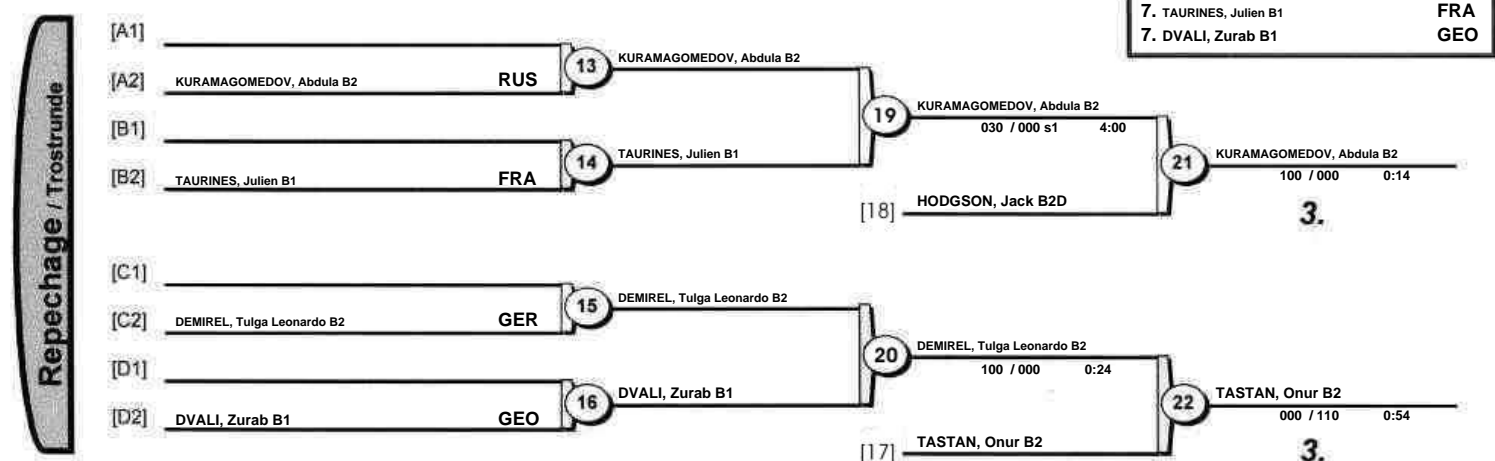 7. TAURINES, Julien B1 FRA
7. DVALI, Zurab B1 GEO
Repechage / Trostrunde
[A1]
[A2] KURAMAGOMEDOV, Abdula B2 RUS
13 KURAMAGOMEDOV, Abdula B2
[B1]
[B2] TAURINES, Julien B1 FRA
14 TAURINES, Julien B1
19 KURAMAGOMEDOV, Abdula B2
030 / 000 s1 4:00
[18] HODGSON, Jack B2D
21 KURAMAGOMEDOV, Abdula B2
100 / 000 0:14
3.
[C1]
[C2] DEMIREL, Tulga Leonardo B2 GER
15 DEMIREL, Tulga Leonardo B2
[D1]
[D2] DVALI, Zurab B1 GEO
16 DVALI, Zurab B1
20 DEMIREL, Tulga Leonardo B2
100 / 000 0:24
[17] TASTAN, Onur B2
22 TASTAN, Onur B2
000 / 110 0:54
3.